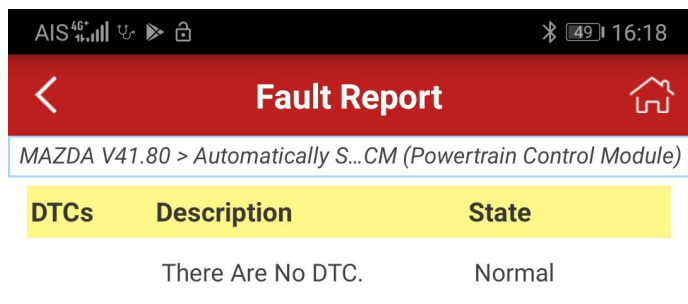 AIS 4G+ 49 16:18
Fault Report
MAZDA V41.80 > Automatically S...CM (Powertrain Control Module)
DTCs Description State
There Are No DTC. Normal